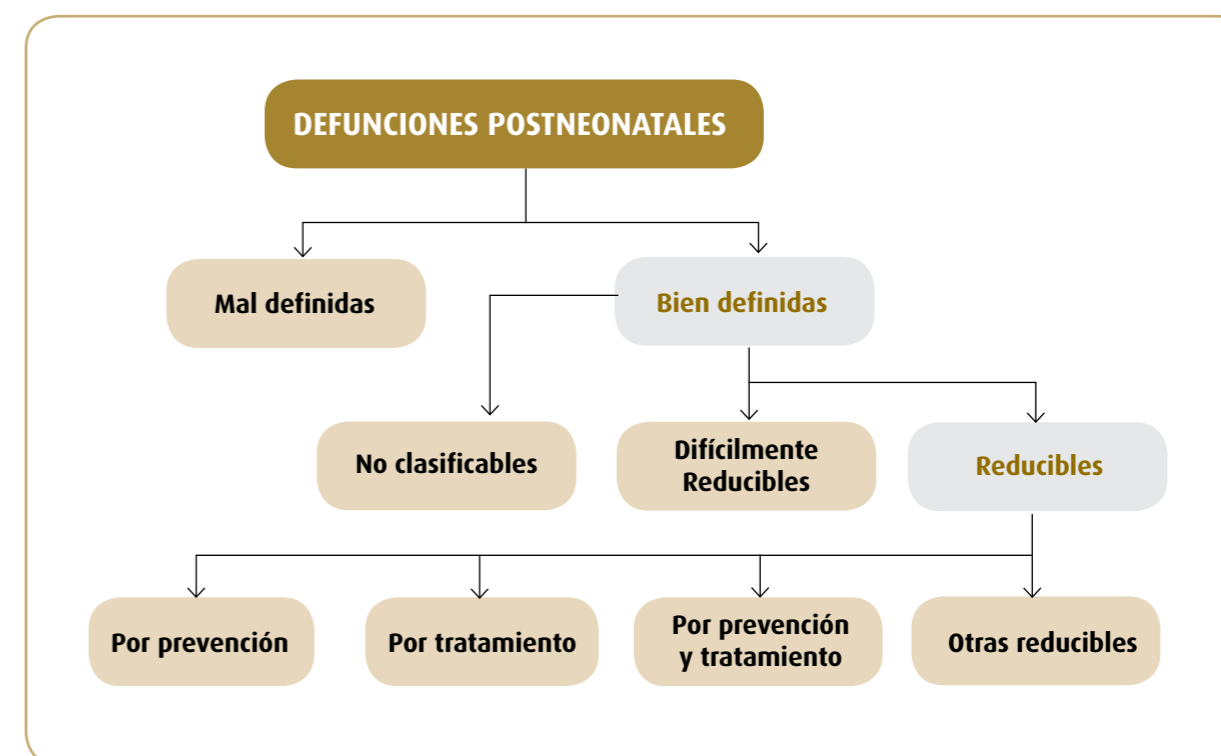 DEFUNCIONES POSTNEONATALES
Mal definidas
Bien definidas
No clasificables
Difícilmente
Reducibles
Reducibles
Por prevención
Por tratamiento
Por prevención
y tratamiento
Otras reducibles